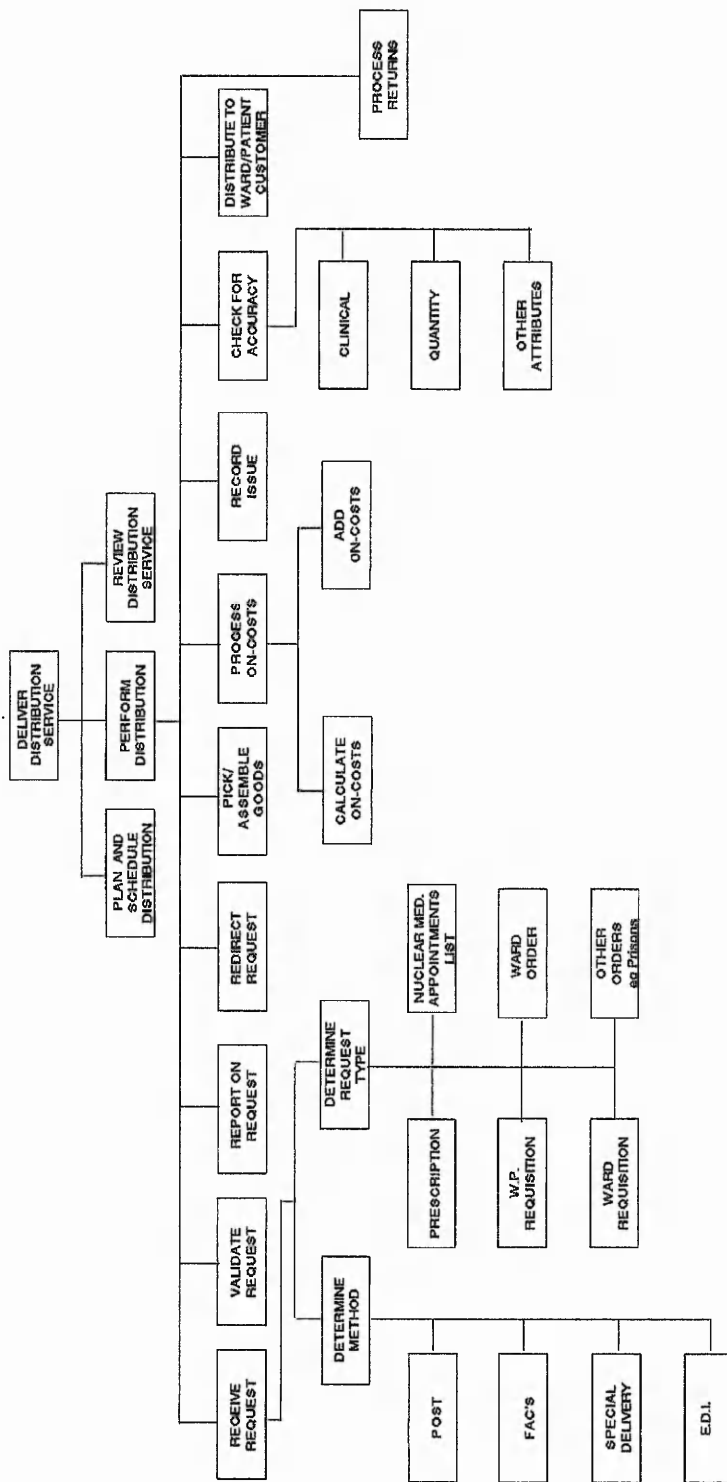 DELIVER
DISTRIBUTION
SERVICE
PLAN AND
SCHEDULE
DISTRIBUTION
PERFORM
DISTRIBUTION
REVIEW
DISTRIBUTION
SERVICE
RECEIVE
REQUEST
VALIDATE
REQUEST
REPORT ON
REQUEST
REDIRECT
REQUEST
PICK/
ASSEMBLE
GOODS
PROCESS
ON-COSTS
RECORD
ISSUE
CHECK FOR
ACCURACY
DISTRIBUTE TO
WARD/PATIENT
CUSTOMER
PROCESS
RETURNS
DETERMINE
METHOD
DETERMINE
REQUEST
TYPE
CALCULATE
ON-COSTS
ADD
ON-COSTS
CLINICAL
QUANTITY
OTHER
ATTRIBUTES
POST
FAC'S
SPECIAL
DELIVERY
E.D.I.
PRESCRIPTION
NUCLEAR MED.
APPOINTMENTS
LIST
W.P.
REQUISITION
WARD
ORDER
WARD
REQUISITION
OTHER
ORDERS
eg Prisons